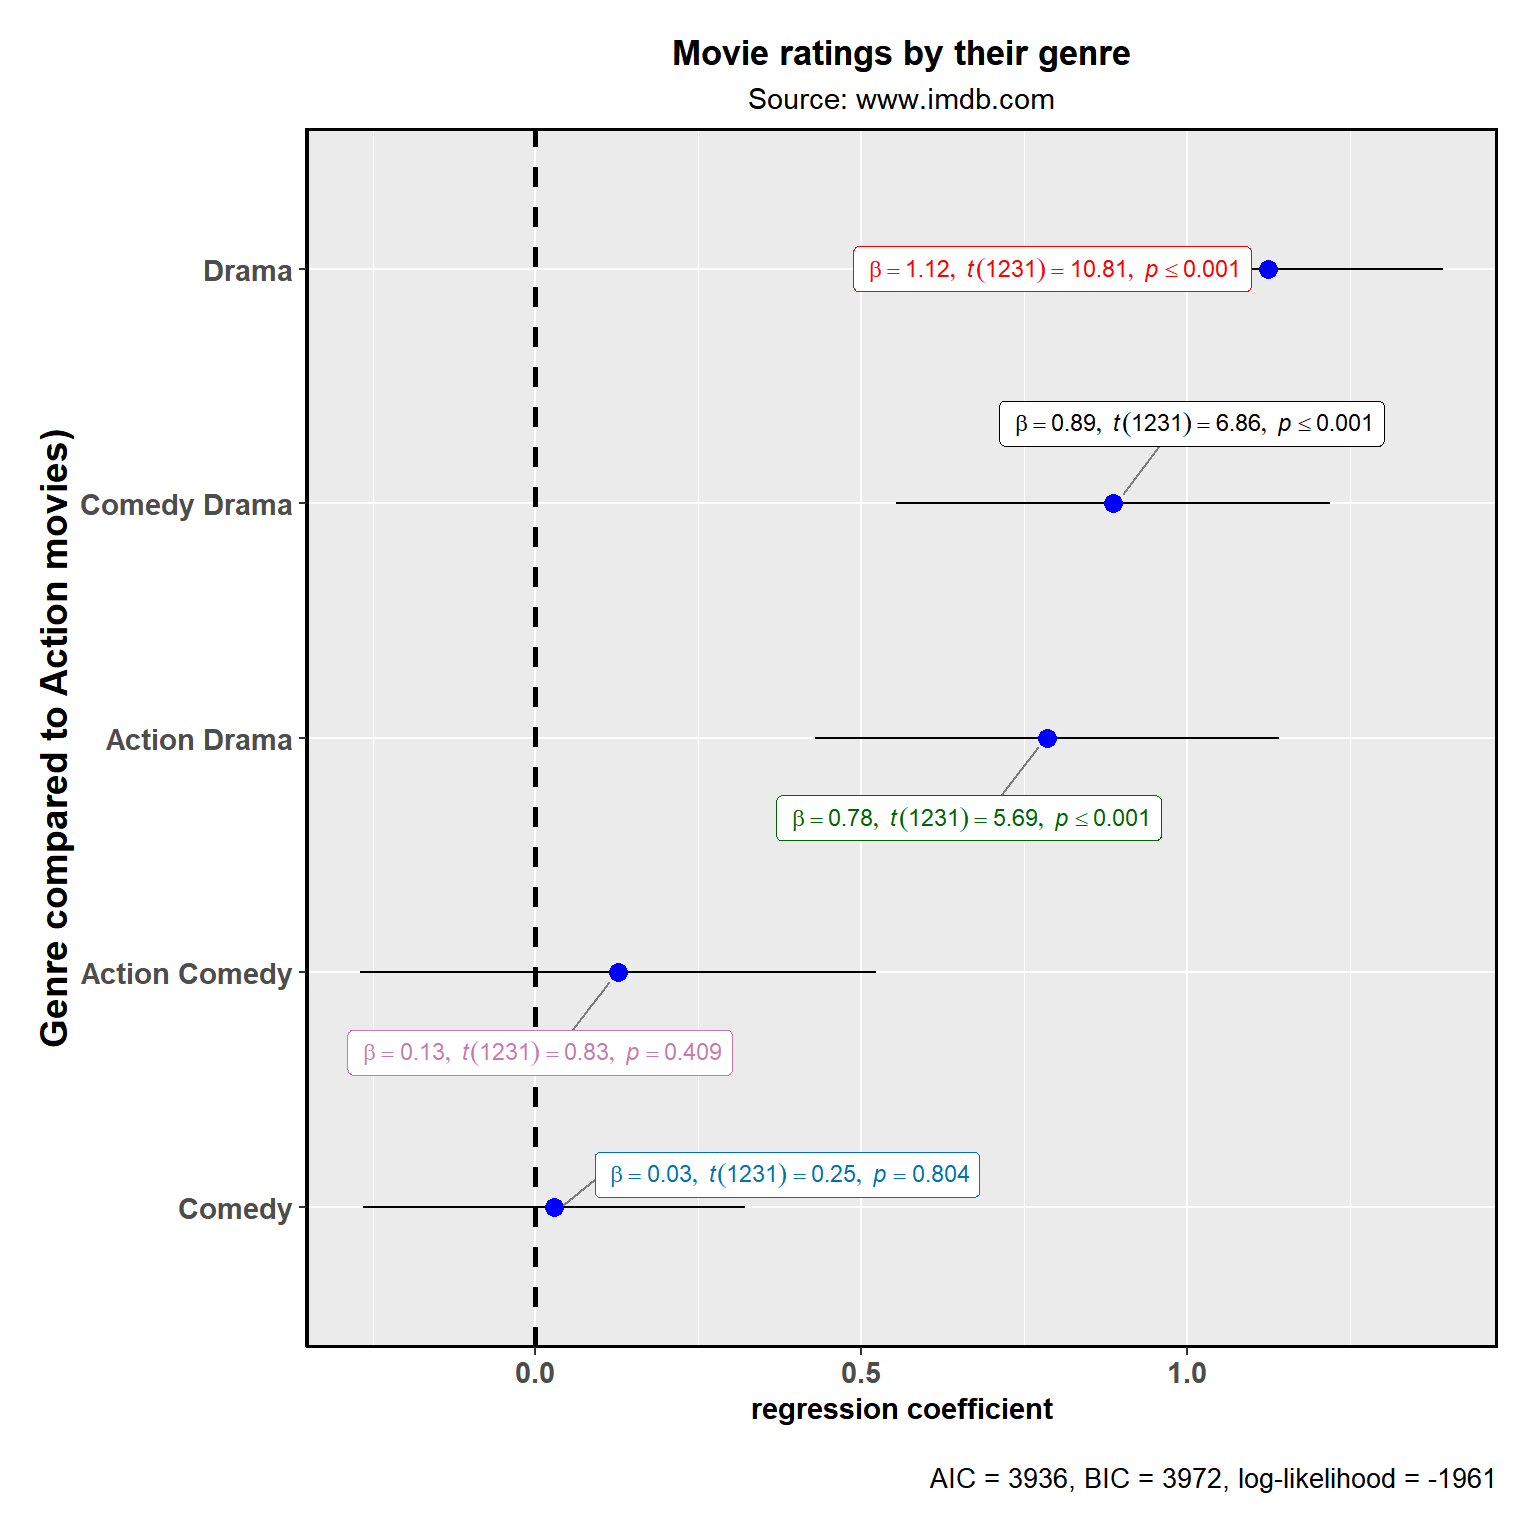 Movie ratings by their genre
Source: www.imdb.com
Genre compared to Action movies)
Drama
β = 1.12, t(1231) = 10.81, p ≤ 0.001
β = 0.89, t(1231) = 6.86, p ≤ 0.001
Comedy Drama
Action Drama
β = 0.78, t(1231) = 5.69, p ≤ 0.001
Action Comedy
β = 0.13, t(1231) = 0.83, p = 0.409
β = 0.03, t(1231) = 0.25, p = 0.804
Comedy
0.0 0.5 1.0
regression coefficient
AIC = 3936, BIC = 3972, log-likelihood = -1961